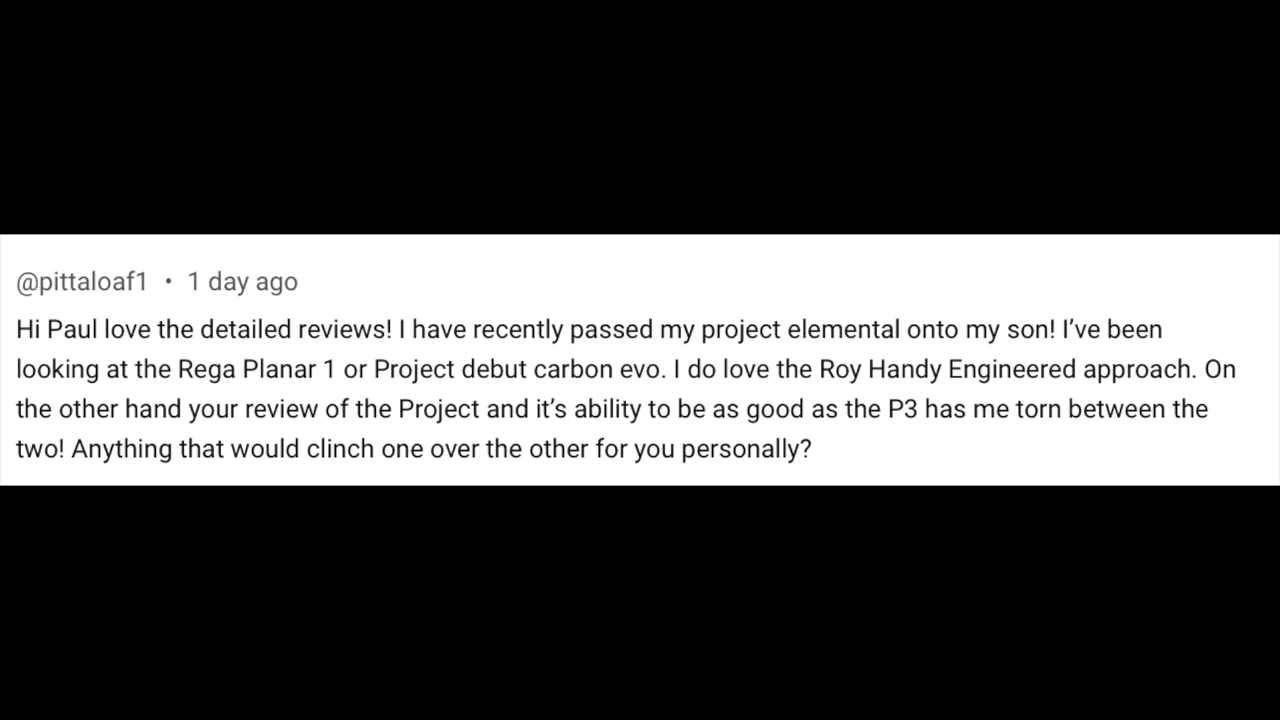 @pittaloaf1 • 1 day ago
Hi Paul love the detailed reviews! I have recently passed my project elemental onto my son! I’ve been
looking at the Rega Planar 1 or Project debut carbon evo. I do love the Roy Handy Engineered approach. On
the other hand your review of the Project and it’s ability to be as good as the P3 has me torn between the
two! Anything that would clinch one over the other for you personally?